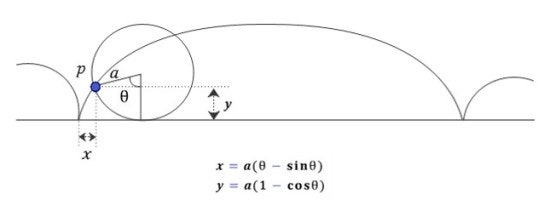 p
a
θ
y
x
x = a(θ − sinθ)
y = a(1 − cosθ)